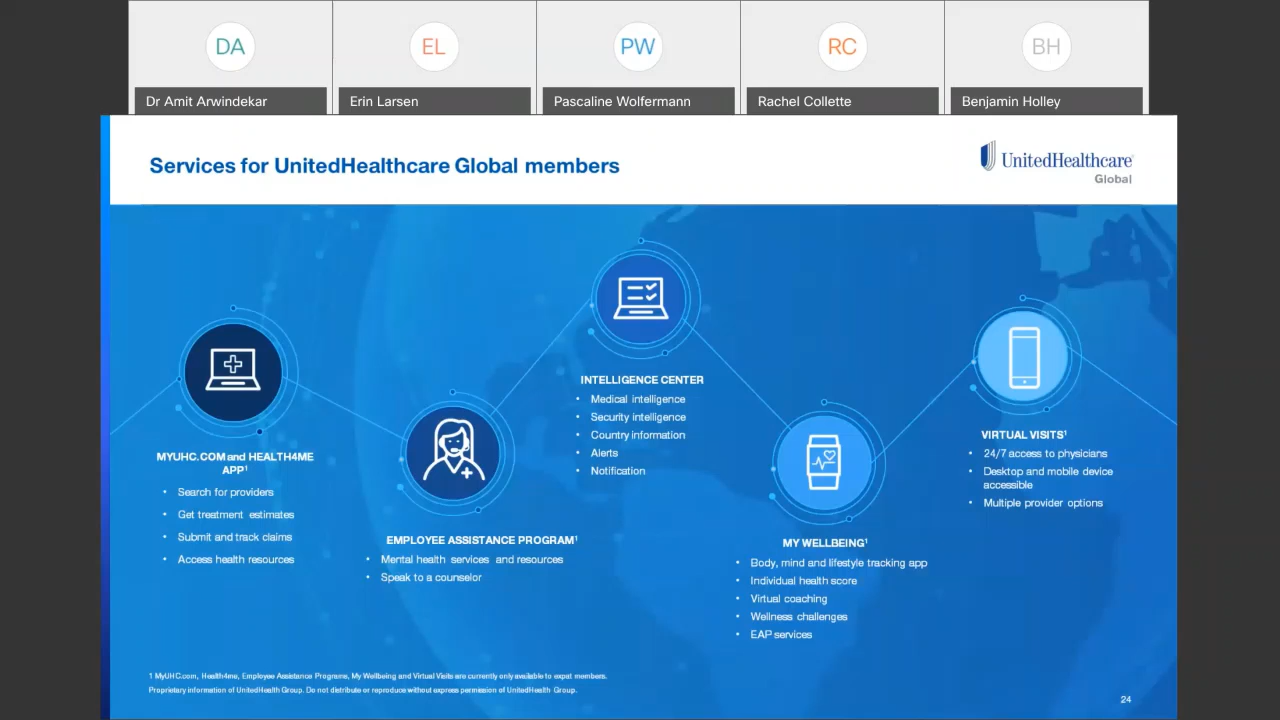 DA
EL
PW
RC
BH
Dr Amit Arwindekar
Erin Larsen
Pascaline Wolfermann
Rachel Collette
Benjamin Holley
Services for UnitedHealthcare Global members
UnitedHealthcare
Global
MYUHC.COM and HEALTH4ME
APP¹
• Search for providers
• Get treatment estimates
• Submit and track claims
• Access health resources
EMPLOYEE ASSISTANCE PROGRAM¹
• Mental health services and resources
• Speak to a counselor
INTELLIGENCE CENTER
• Medical intelligence
• Security intelligence
• Country information
• Alerts
• Notification
MY WELLBEING¹
• Body, mind and lifestyle tracking app
• Individual health score
• Virtual coaching
• Wellness challenges
• EAP services
VIRTUAL VISITS¹
• 24/7 access to physicians
• Desktop and mobile device
accessible
• Multiple provider options
1 MyUHC.com, Health4me, Employee Assistance Programs, My Wellbeing and Virtual Visits are currently only available to expat members.
Proprietary information of UnitedHealth Group. Do not distribute or reproduce without express permission of UnitedHealth Group.
24